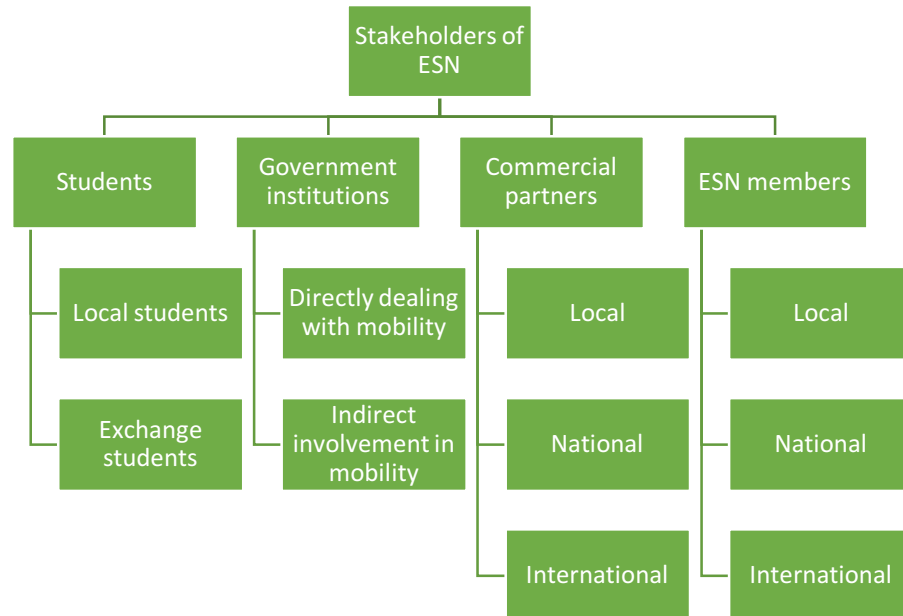 Stakeholders of
ESN
Students
Government
institutions
Commercial
partners
ESN members
Local students
Directly dealing
with mobility
Local
Local
Exchange
students
Indirect
involvement in
mobility
National
National
International
International